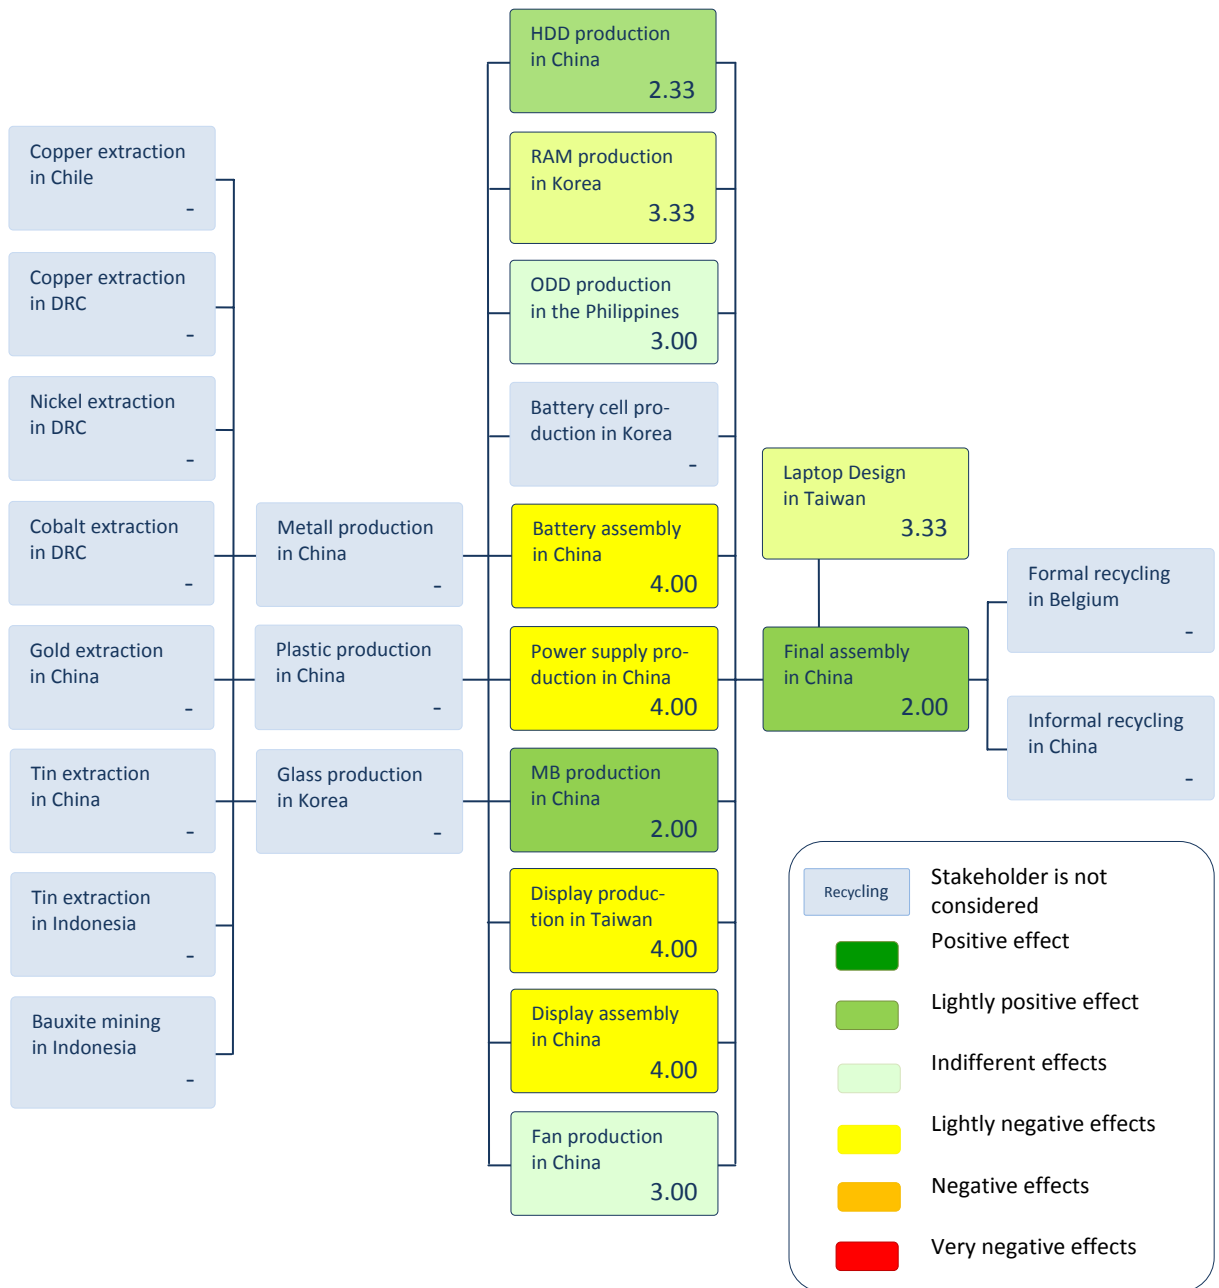 Copper extraction
in Chile
-
Copper extraction
in DRC
-
Nickel extraction
in DRC
-
Cobalt extraction
in DRC
-
Gold extraction
in China
-
Tin extraction
in China
-
Tin extraction
in Indonesia
-
Bauxite mining
in Indonesia
-
Metall production
in China
-
Plastic production
in China
-
Glass production
in Korea
-
HDD production
in China
2.33
RAM production
in Korea
3.33
ODD production
in the Philippines
3.00
Battery cell pro-
duction in Korea
-
Battery assembly
in China
4.00
Power supply pro-
duction in China
4.00
MB production
in China
2.00
Display produc-
tion in Taiwan
4.00
Display assembly
in China
4.00
Fan production
in China
3.00
Laptop Design
in Taiwan
3.33
Final assembly
in China
2.00
Formal recycling
in Belgium
-
Informal recycling
in China
-
Recycling
Stakeholder is not
considered
Positive effect
Lightly positive effect
Indifferent effects
Lightly negative effects
Negative effects
Very negative effects